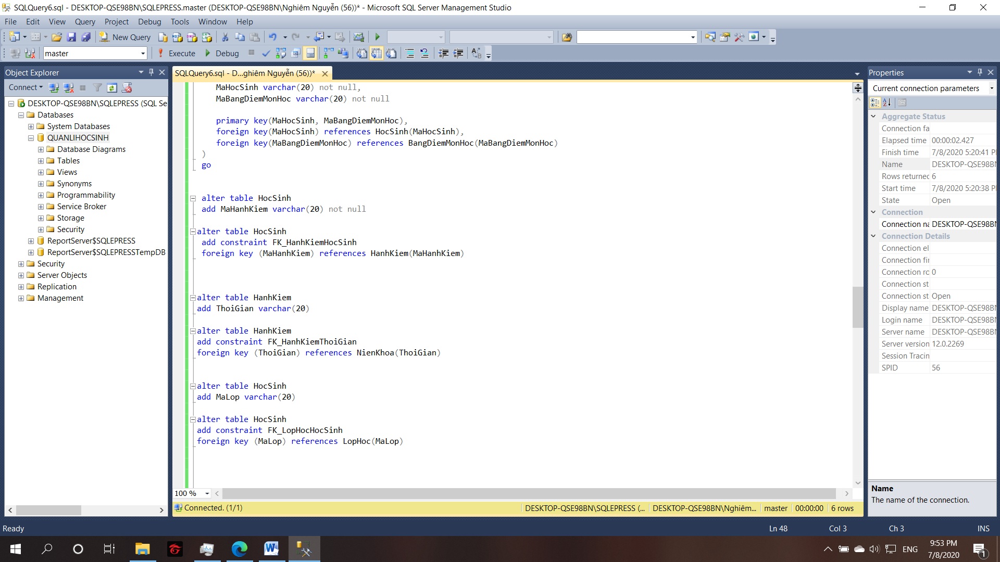 SQLQuery6.sql - DESKTOP-QSE98BN\SQLEPRESS.master (DESKTOP-QSE98BN\Nghiêm Nguyễn (56))* - Microsoft SQL Server Management Studio
File Edit View Query Project Debug Tools Window Help
New Query
master Execute Debug
Object Explorer
Connect
DESKTOP-QSE98BN\SQLEPRESS (SQL Se
Databases
System Databases
QUANLIHOCSINH
Database Diagrams
Tables
Views
Synonyms
Programmability
Service Broker
Storage
Security
ReportServer$SQLEPRESS
ReportServer$SQLEPRESSTempDB
Security
Server Objects
Replication
Management
SQLQuery6.sql - D...ghiêm Nguyễn (56))*
MaHocSinh varchar(20) not null,
MaBangDiemMonHoc varchar(20) not null
primary key(MaHocSinh, MaBangDiemMonHoc),
foreign key(MaHocSinh) references HocSinh(MaHocSinh),
foreign key(MaBangDiemMonHoc) references BangDiemMonHoc(MaBangDiemMonHoc)
)
go
alter table HocSinh
add MaHanhKiem varchar(20) not null
alter table HocSinh
add constraint FK_HanhKiemHocSinh
foreign key (MaHanhKiem) references HanhKiem(MaHanhKiem)
alter table HanhKiem
add ThoiGian varchar(20)
alter table HanhKiem
add constraint FK_HanhKiemThoiGian
foreign key (ThoiGian) references NienKhoa(ThoiGian)
alter table HocSinh
add MaLop varchar(20)
alter table HocSinh
add constraint FK_LopHocHocSinh
foreign key (MaLop) references LopHoc(MaLop)
100 %
Connected. (1/1) DESKTOP-QSE98BN\SQLEPRESS (... DESKTOP-QSE98BN\Nghiêm... master 00:00:00 6 rows
Properties
Current connection parameters
Aggregate Status
Connection fa
Elapsed time 00:00:02.427
Finish time 7/8/2020 5:20:41 P
Name DESKTOP-QSE98B
Rows returned 6
Start time 7/8/2020 5:20:38 P
State Open
Connection
Connection na DESKTOP-QSE98B
Connection Details
Connection el
Connection fir
Connection ro 0
Connection st
Connection st Open
Display name DESKTOP-QSE98B
Login name DESKTOP-QSE98B
Server name DESKTOP-QSE98B
Server version 12.0.2269
Session Tracin
SPID 56
Name
The name of the connection.
Ready Ln 48 Col 3 Ch 3 INS
ENG
9:53 PM
7/8/2020
1